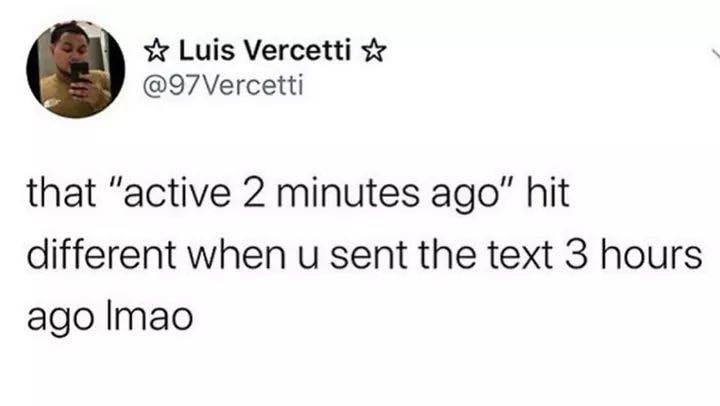 ☆ Luis Vercetti ☆
@97Vercetti
that "active 2 minutes ago" hit
different when u sent the text 3 hours
ago lmao